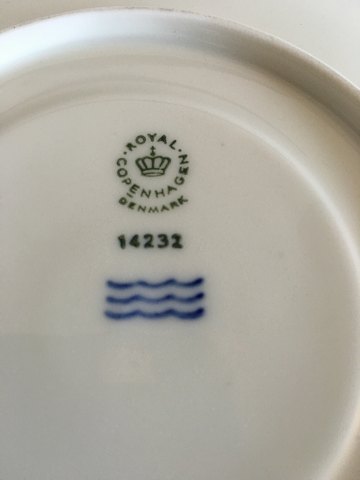 ROYAL
COPENHAGEN
DENMARK
14232